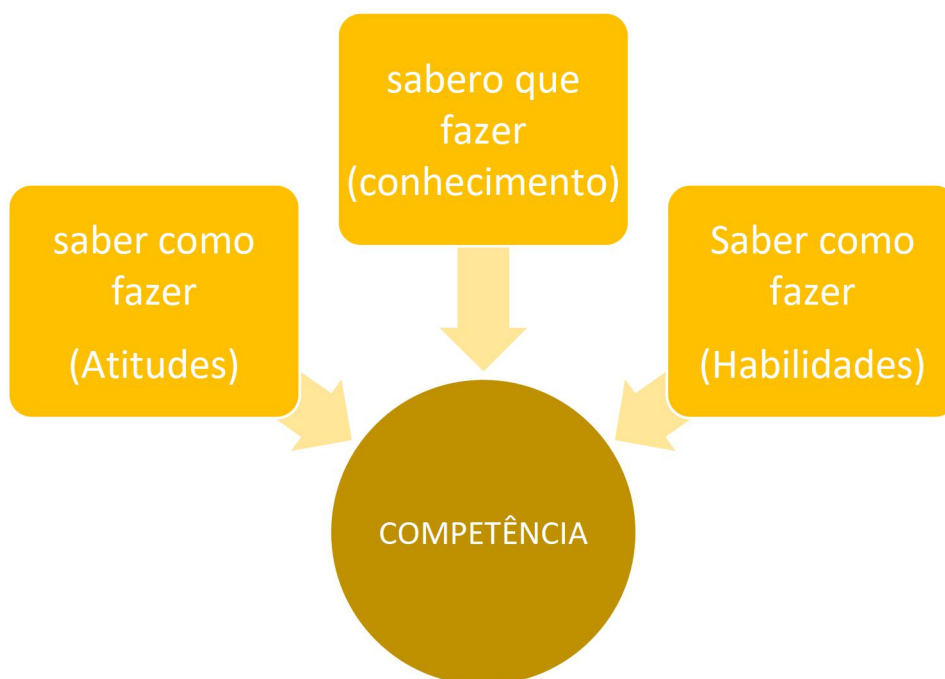 sabero que
fazer
(conhecimento)
saber como
fazer
(Atitudes)
Saber como
fazer
(Habilidades)
COMPETÊNCIA